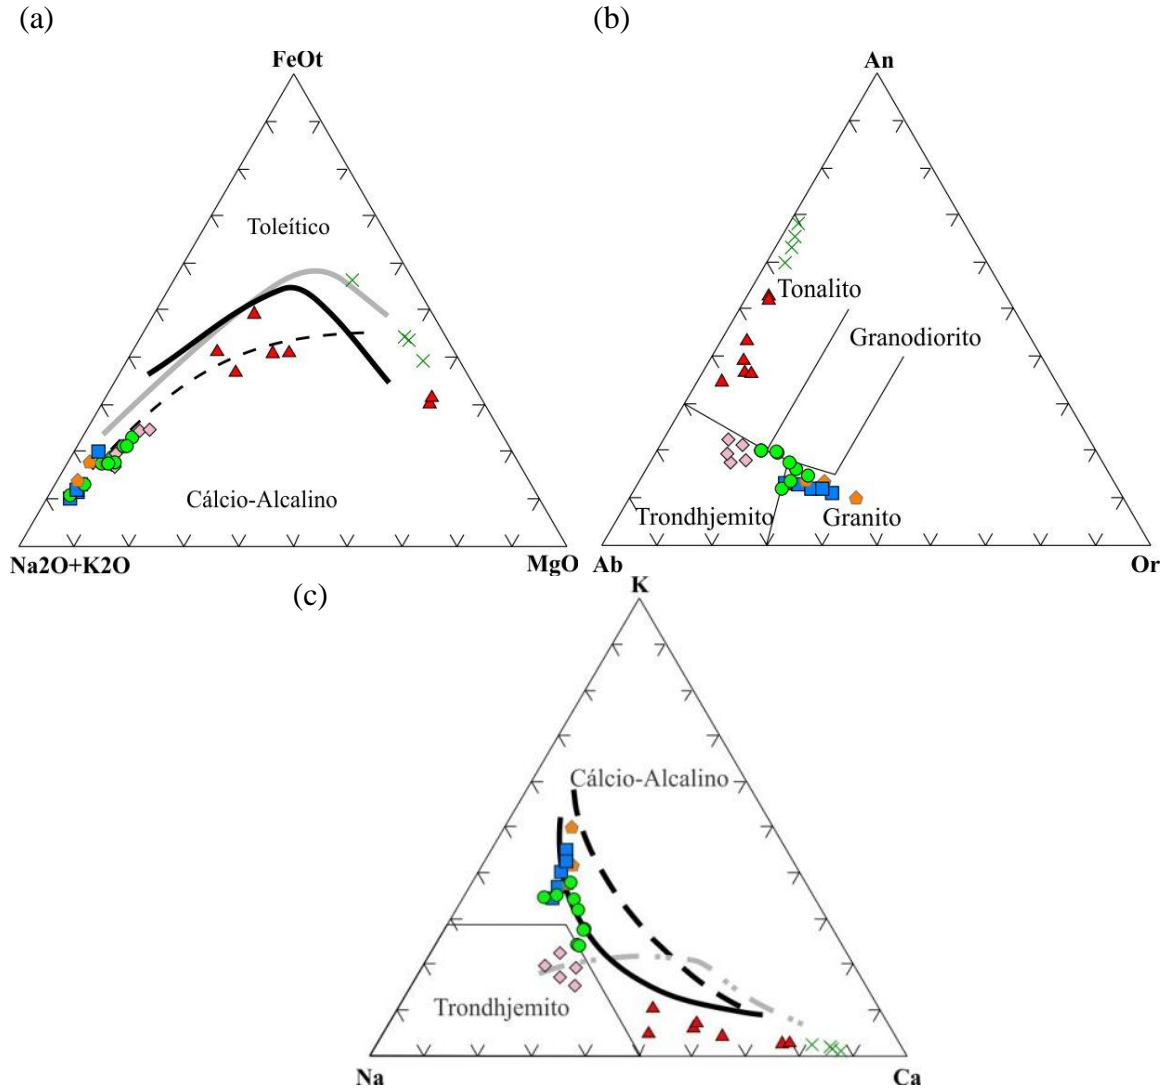 (a)
FeOt
Toleítico
Cálcio-Alcalino
Na2O+K2O
MgO
(b)
An
Tonalito
Granodiorito
Trondhjemito
Granito
Ab
Or
(c)
K
Cálcio-Alcalino
Trondhjemito
Na
Ca